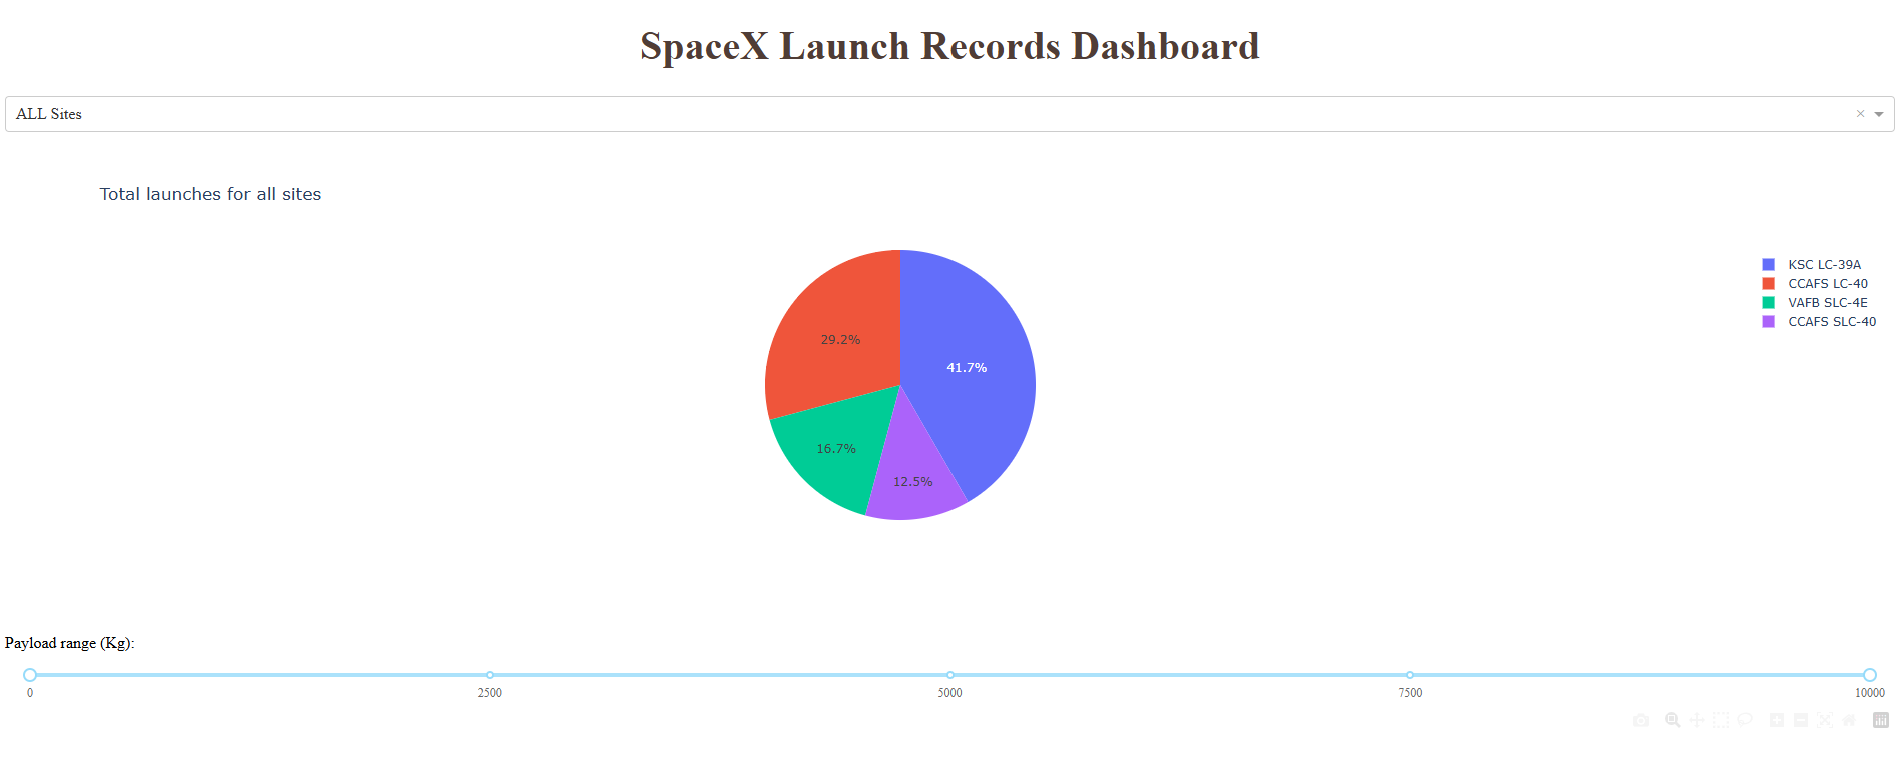 SpaceX Launch Records Dashboard
ALL Sites
Total launches for all sites
KSC LC-39A
CCAFS LC-40
VAFB SLC-4E
CCAFS SLC-40
29.2%
41.7%
16.7%
12.5%
Payload range (Kg):
0 2500 5000 7500 10000